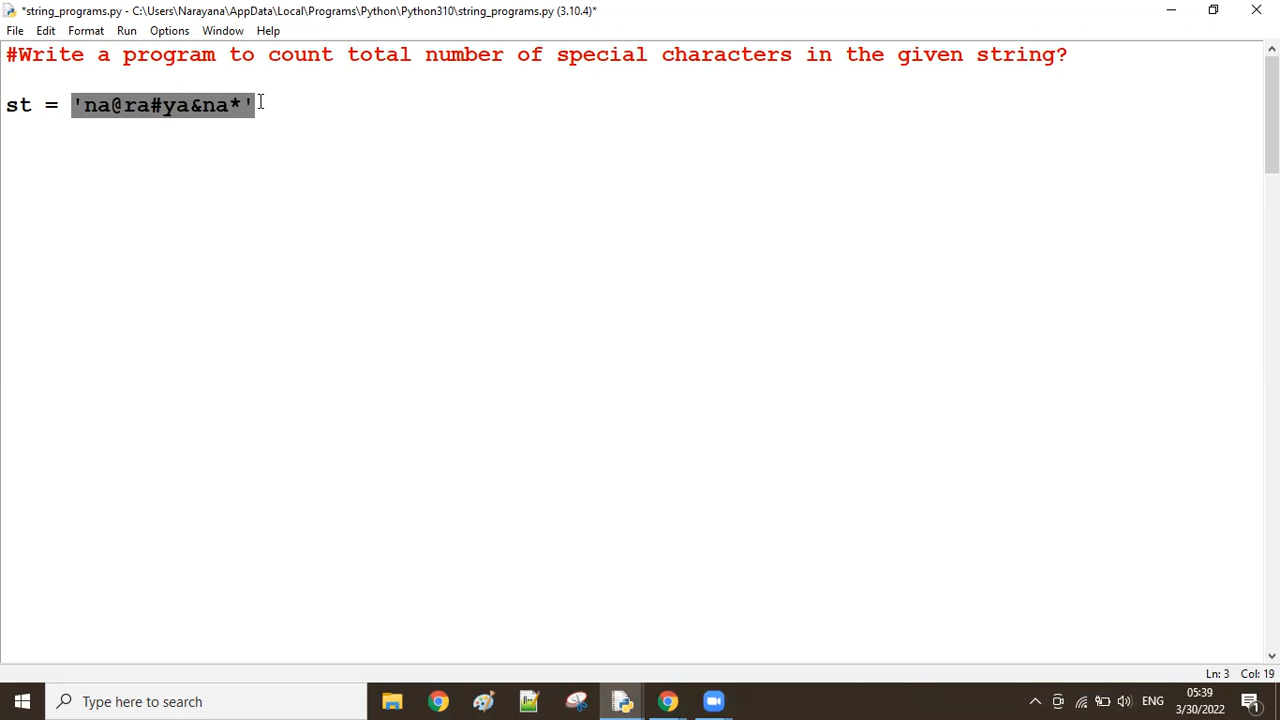 *string_programs.py - C:\Users\Narayana\AppData\Local\Programs\Python\Python310\string_programs.py (3.10.4)*
File Edit Format Run Options Window Help
#Write a program to count total number of special characters in the given string?
st = 'na@ra#ya&na*'
Ln: 3 Col: 19
Type here to search
ENG
05:39
3/30/2022
1